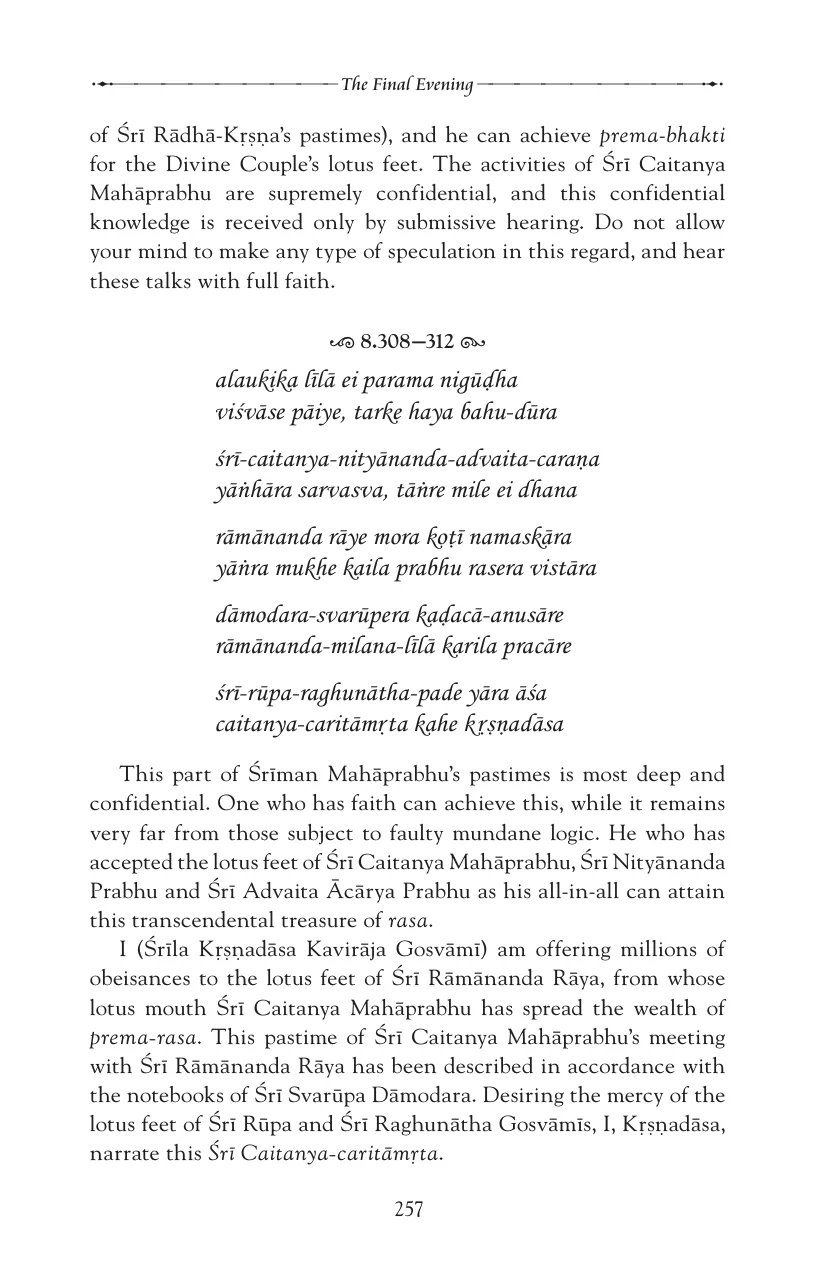 The Final Evening
of Śrī Rādhā-Kṛṣṇa’s pastimes), and he can achieve prema-bhakti
for the Divine Couple’s lotus feet. The activities of Śrī Caitanya
Mahāprabhu are supremely confidential, and this confidential
knowledge is received only by submissive hearing. Do not allow
your mind to make any type of speculation in this regard, and hear
these talks with full faith.
8.308–312
alaukika līlā ei parama nigūḍha
viśvāse pāiye, tarke haya bahu-dūra
śrī-caitanya-nityānanda-advaita-caraṇa
yāṅhāra sarvasva, tāṅre mile ei dhana
rāmānanda rāye mora koṭī namaskāra
yāṅra mukhe kaila prabhu rasera vistāra
dāmodara-svarūpera kaḍacā-anusāre
rāmānanda-milana-līlā karila pracāre
śrī-rūpa-raghunātha-pade yāra āśa
caitanya-caritāmṛta kahe kṛṣṇadāsa
This part of Śrīman Mahāprabhu’s pastimes is most deep and
confidential. One who has faith can achieve this, while it remains
very far from those subject to faulty mundane logic. He who has
accepted the lotus feet of Śrī Caitanya Mahāprabhu, Śrī Nityānanda
Prabhu and Śrī Advaita Ācārya Prabhu as his all-in-all can attain
this transcendental treasure of rasa.
I (Śrīla Kṛṣṇadāsa Kavirāja Gosvāmī) am offering millions of
obeisances to the lotus feet of Śrī Rāmānanda Rāya, from whose
lotus mouth Śrī Caitanya Mahāprabhu has spread the wealth of
prema-rasa. This pastime of Śrī Caitanya Mahāprabhu’s meeting
with Śrī Rāmānanda Rāya has been described in accordance with
the notebooks of Śrī Svarūpa Dāmodara. Desiring the mercy of the
lotus feet of Śrī Rūpa and Śrī Raghunātha Gosvāmīs, I, Kṛṣṇadāsa,
narrate this Śrī Caitanya-caritāmṛta.
257